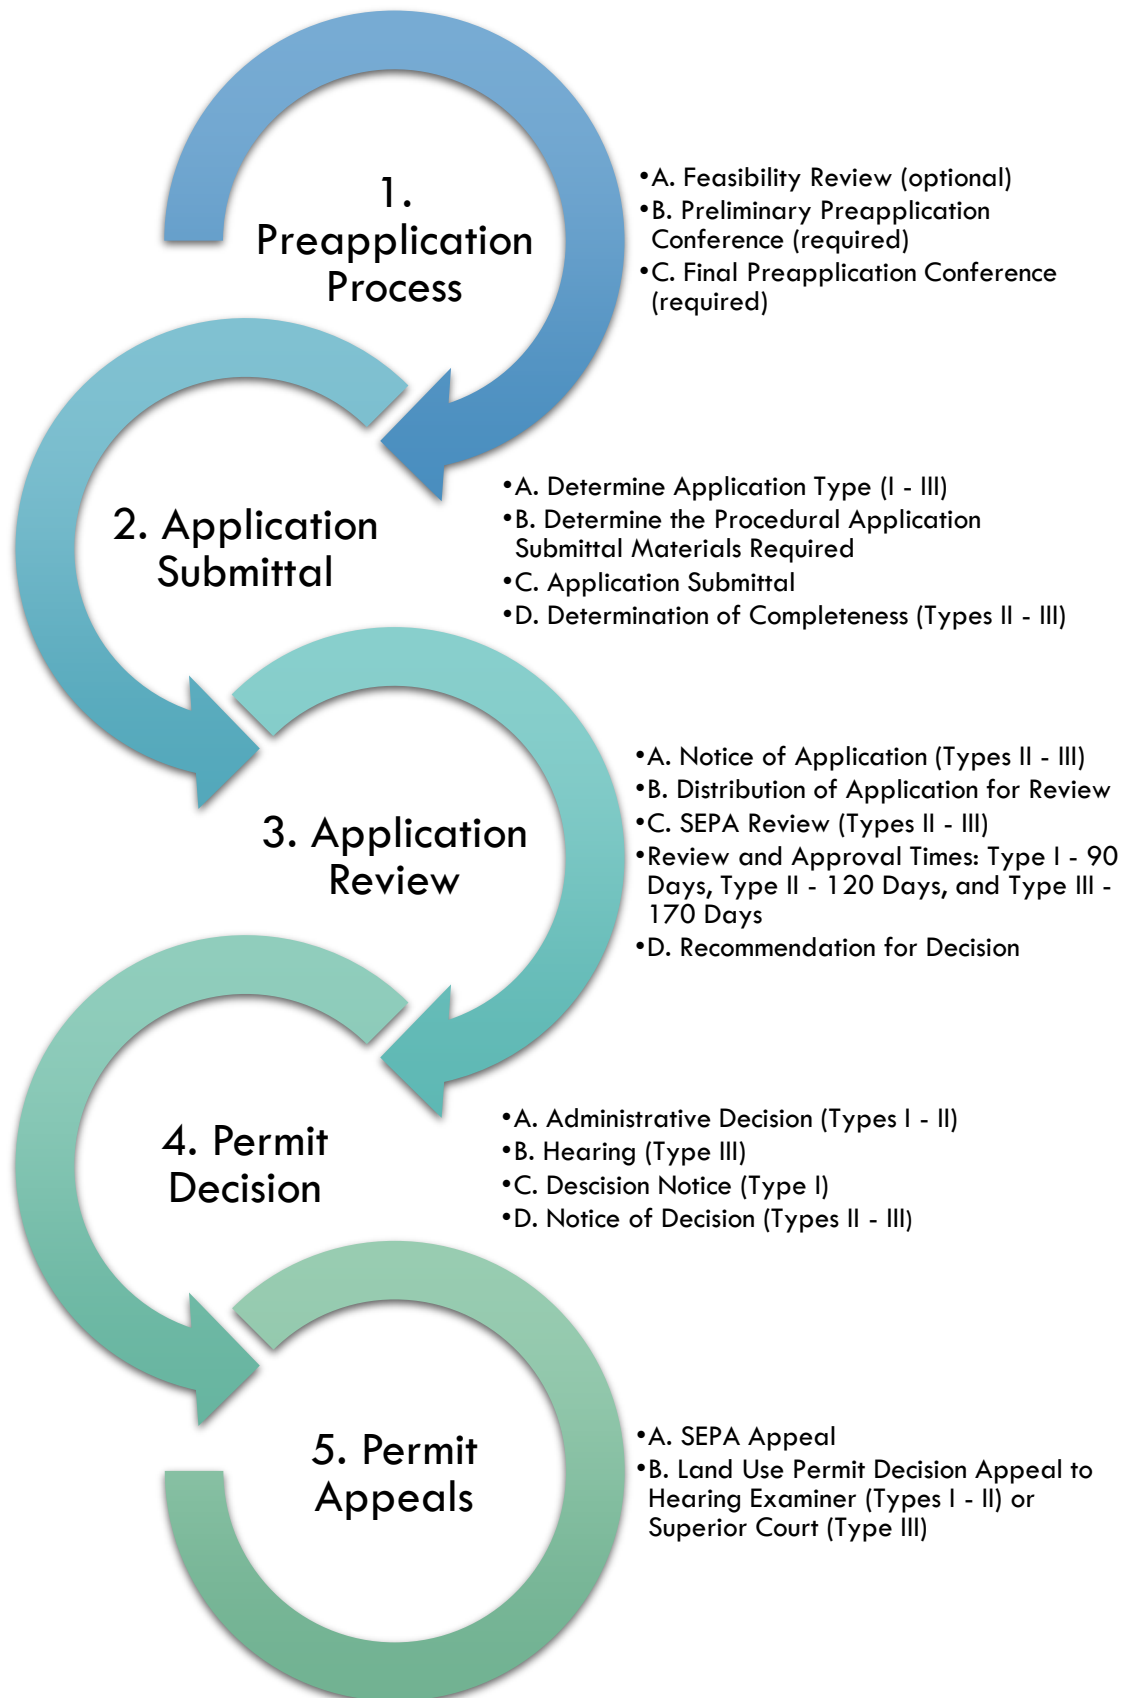 1.
Preapplication
Process
•A. Feasibility Review (optional)
•B. Preliminary Preapplication
Conference (required)
•C. Final Preapplication Conference
(required)
2. Application
Submittal
•A. Determine Application Type (I - III)
•B. Determine the Procedural Application
Submittal Materials Required
•C. Application Submittal
•D. Determination of Completeness (Types II - III)
3. Application
Review
•A. Notice of Application (Types II - III)
•B. Distribution of Application for Review
•C. SEPA Review (Types II - III)
•Review and Approval Times: Type I - 90
Days, Type II - 120 Days, and Type III -
170 Days
•D. Recommendation for Decision
4. Permit
Decision
•A. Administrative Decision (Types I - II)
•B. Hearing (Type III)
•C. Descision Notice (Type I)
•D. Notice of Decision (Types II - III)
5. Permit
Appeals
•A. SEPA Appeal
•B. Land Use Permit Decision Appeal to
Hearing Examiner (Types I - II) or
Superior Court (Type III)